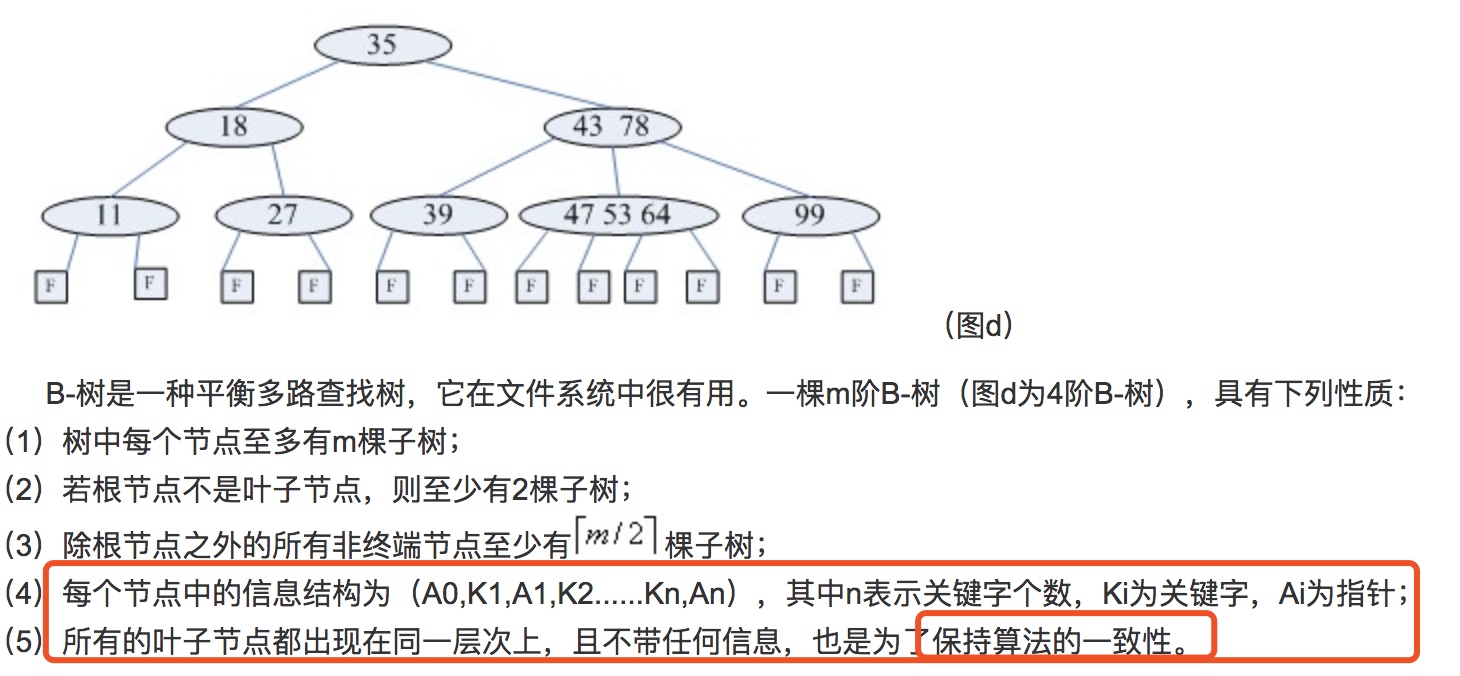 35
18
43 78
11
27
39
47 53 64
99
F
F
F
F
F
F
F
F
F
F
F
F
（图d）
B-树是一种平衡多路查找树，它在文件系统中很有用。一棵m阶B-树（图d为4阶B-树），具有下列性质：
（1）树中每个节点至多有m棵子树；
（2）若根节点不是叶子节点，则至少有2棵子树；
（3）除根节点之外的所有非终端节点至少有⌈m/2⌉棵子树；
（4）每个节点中的信息结构为（A0,K1,A1,K2......Kn,An），其中n表示关键字个数，Ki为关键字，Ai为指针；
（5）所有的叶子节点都出现在同一层次上，且不带任何信息，也是为了保持算法的一致性。